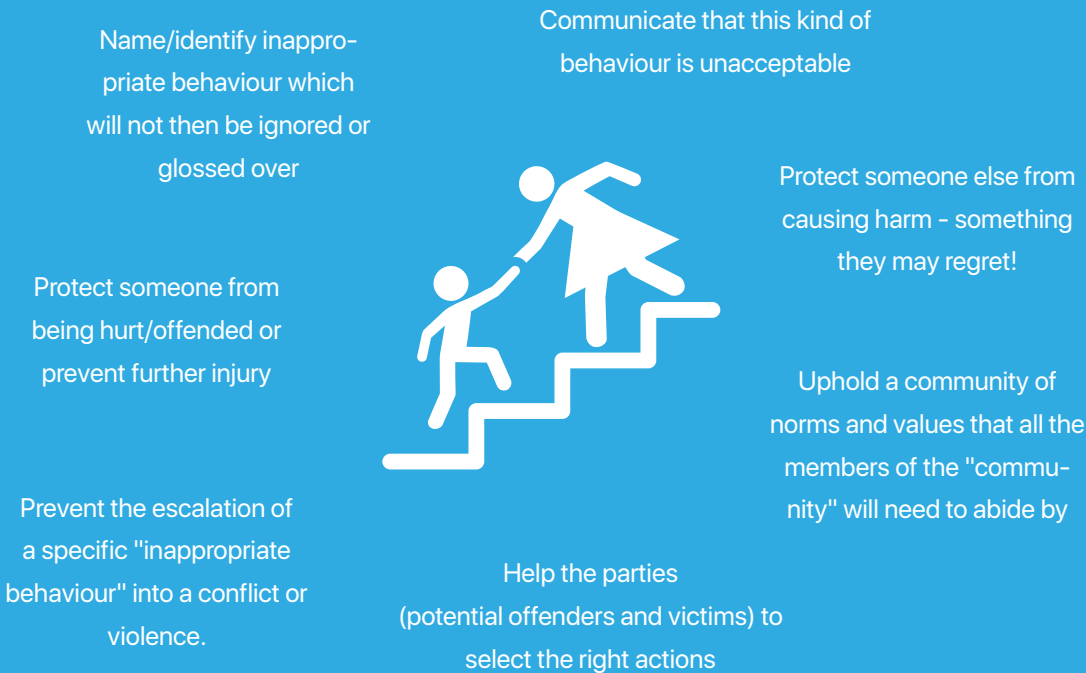 Name/identify inappro-
priate behaviour which
will not then be ignored or
glossed over
Communicate that this kind of
behaviour is unacceptable
Protect someone else from
causing harm - something
they may regret!
Protect someone from
being hurt/offended or
prevent further injury
Uphold a community of
norms and values that all the
members of the "commu-
nity" will need to abide by
Prevent the escalation of
a specific "inappropriate
behaviour" into a conflict or
violence.
Help the parties
(potential offenders and victims) to
select the right actions